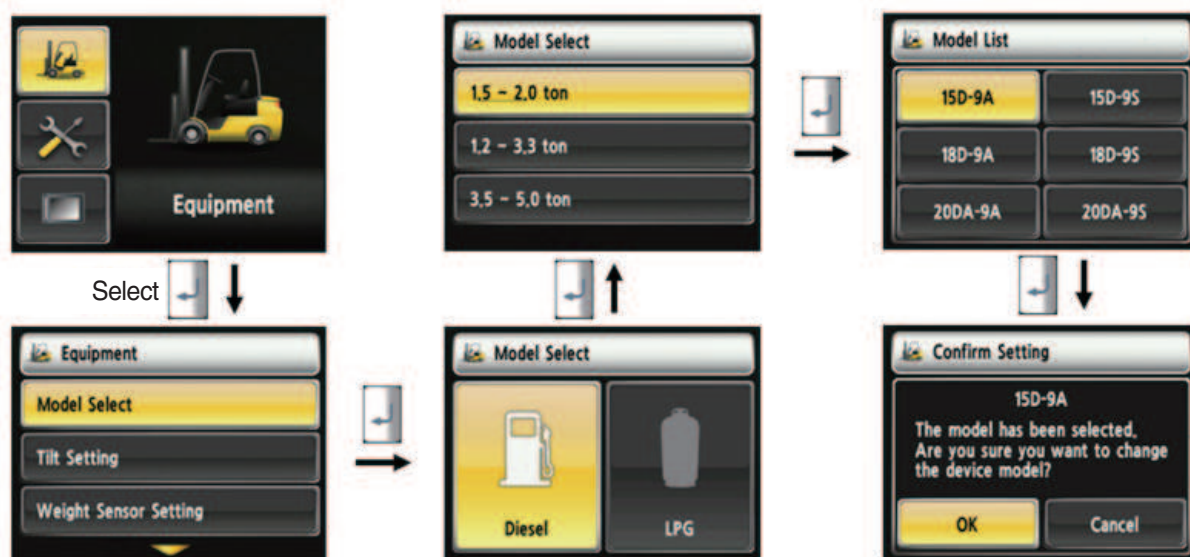 Equipment
Model Select
1.5 ~ 2.0 ton
1.2 ~ 3.3 ton
3.5 ~ 5.0 ton
Model List
15D-9A 15D-9S
18D-9A 18D-9S
20DA-9A 20DA-9S
Select
Equipment
Model Select
Tilt Setting
Weight Sensor Setting
Model Select
Diesel LPG
Confirm Setting
15D-9A
The model has been selected.
Are you sure you want to change
the device model?
OK Cancel